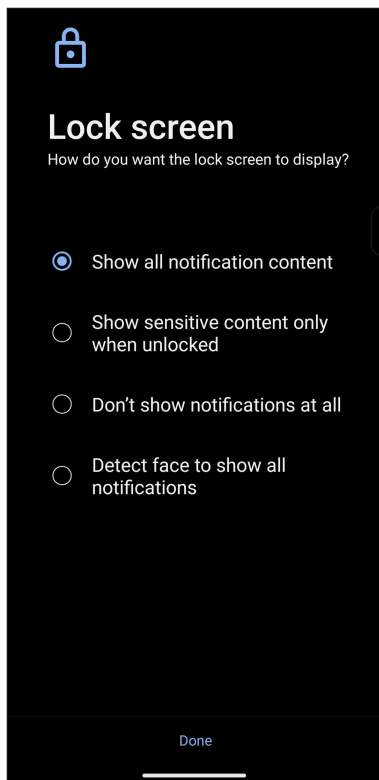 Lock screen
How do you want the lock screen to display?
Show all notification content
Show sensitive content only
when unlocked
Don’t show notifications at all
Detect face to show all
notifications
Done